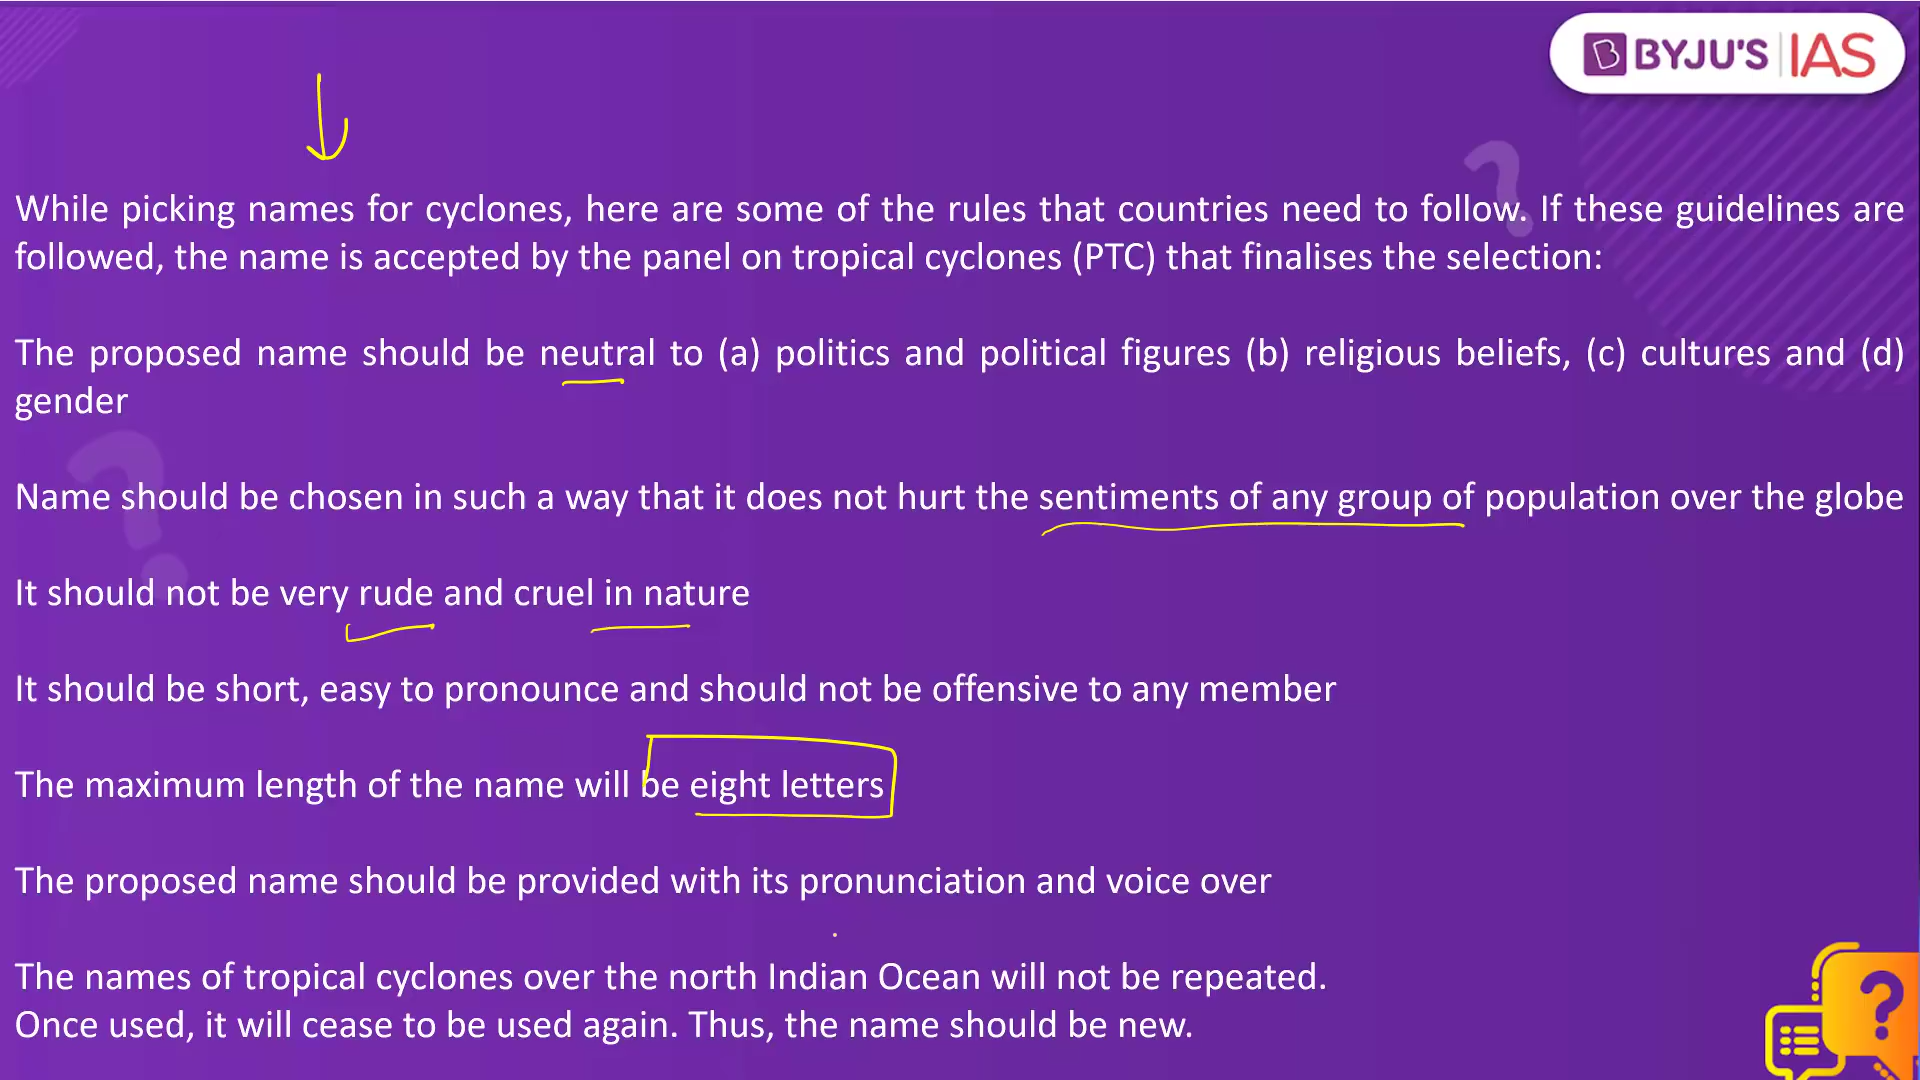 BYJU'S IAS
While picking names for cyclones, here are some of the rules that countries need to follow. If these guidelines are
followed, the name is accepted by the panel on tropical cyclones (PTC) that finalises the selection:
The proposed name should be neutral to (a) politics and political figures (b) religious beliefs, (c) cultures and (d)
gender
Name should be chosen in such a way that it does not hurt the sentiments of any group of population over the globe
It should not be very rude and cruel in nature
It should be short, easy to pronounce and should not be offensive to any member
The maximum length of the name will be eight letters
The proposed name should be provided with its pronunciation and voice over
The names of tropical cyclones over the north Indian Ocean will not be repeated.
Once used, it will cease to be used again. Thus, the name should be new.